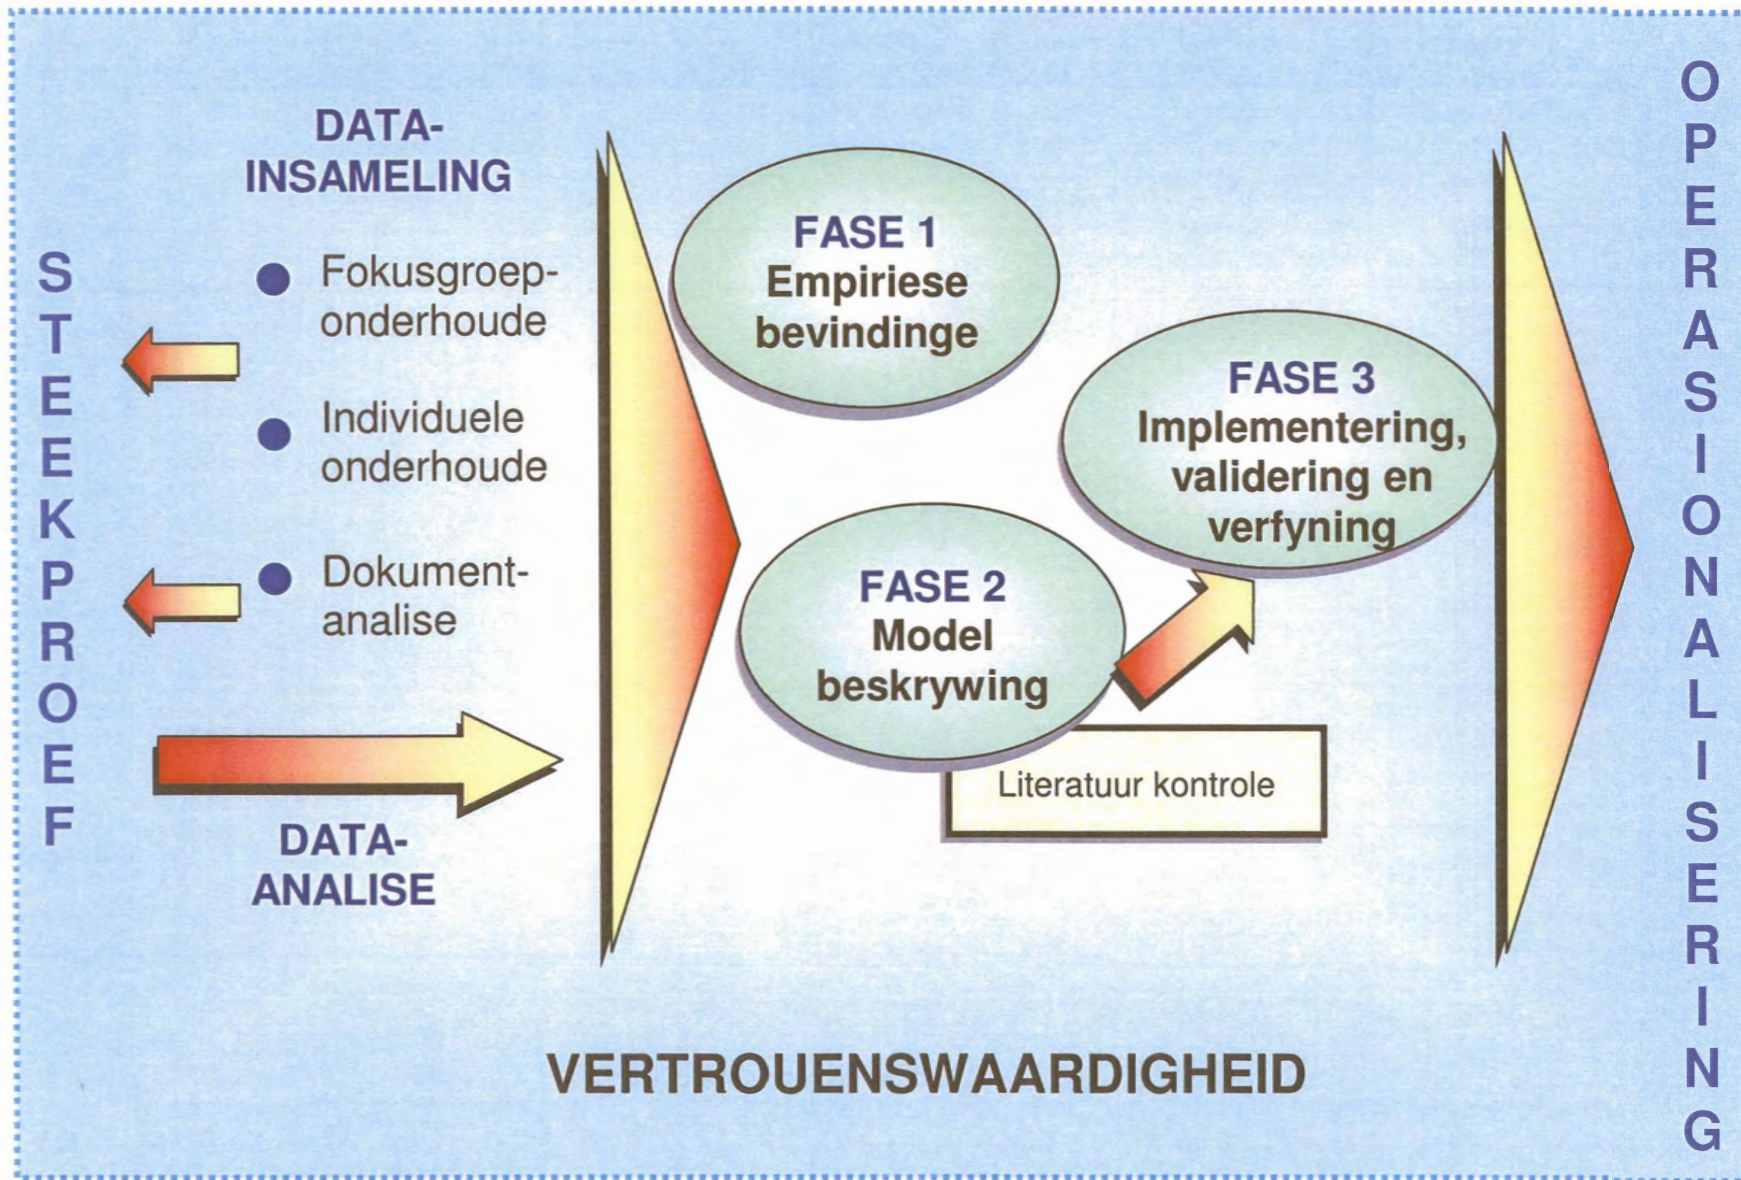 STEEKPROEF
DATA-
INSAMELING
Fokusgroep-
onderhoude
Individuele
onderhoude
Dokument-
analise
DATA-
ANALISE
FASE 1
Empiriese
bevindinge
FASE 2
Model
beskrywing
Literatuur kontrole
FASE 3
Implementering,
validering en
verfyning
OPERASIONALISERING
VERTROUENSWAARDIGHEID